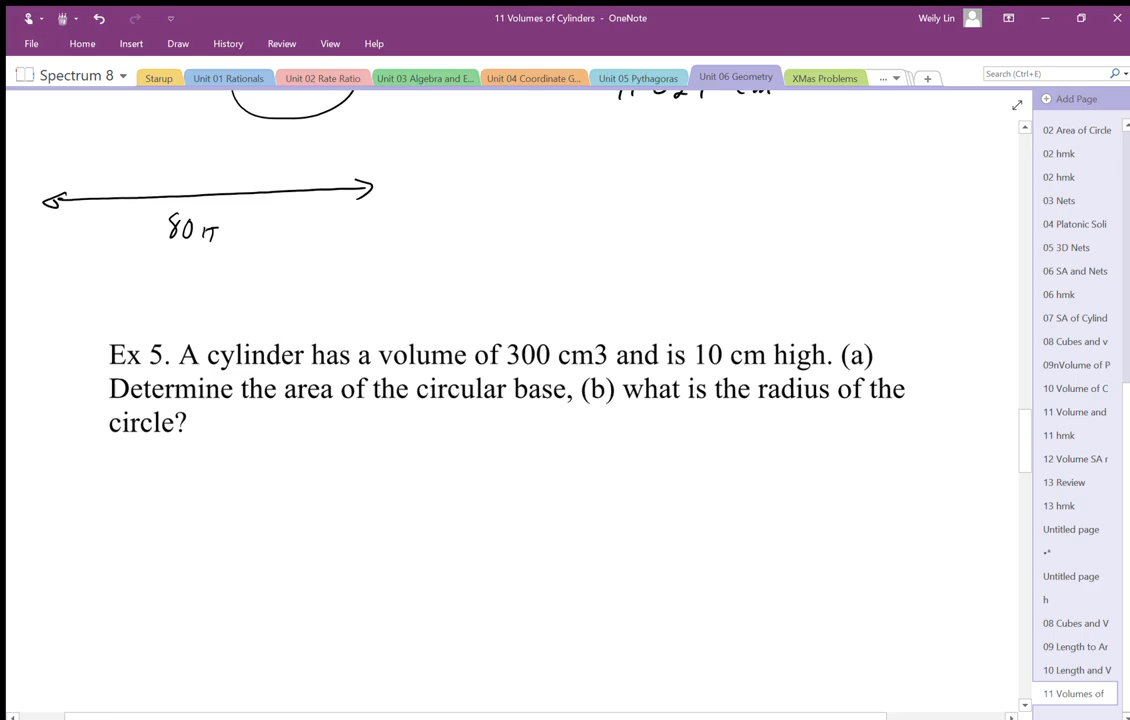 11 Volumes of Cylinders - OneNote
Weily Lin
File Home Insert Draw History Review View Help
Spectrum 8 Starup Unit 01 Rationals Unit 02 Rate Ratio Unit 03 Algebra and E... Unit 04 Coordinate G... Unit 05 Pythagoras Unit 06 Geometry XMas Problems ... + Search (Ctrl+E)
80π
Ex 5. A cylinder has a volume of 300 cm3 and is 10 cm high. (a)
Determine the area of the circular base, (b) what is the radius of the
circle?
Add Page
02 Area of Circle
02 hmk
02 hmk
03 Nets
04 Platonic Soli
05 3D Nets
06 SA and Nets
06 hmk
07 SA of Cylind
08 Cubes and v
09nVolume of P
10 Volume of C
11 Volume and
11 hmk
12 Volume SA r
13 Review
13 hmk
Untitled page
•*
Untitled page
h
08 Cubes and V
09 Length to Ar
10 Length and V
11 Volumes of